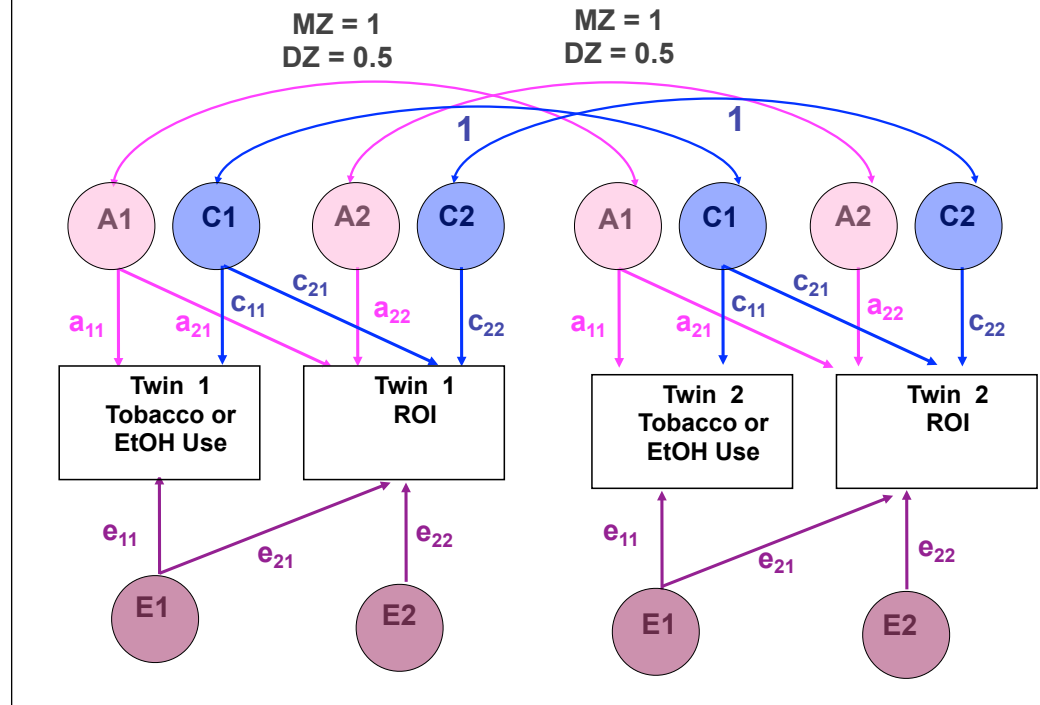 MZ = 1
DZ = 0.5
MZ = 1
DZ = 0.5
1
1
A1
C1
A2
C2
A1
C1
A2
C2
a₁₁
a₂₁
c₁₁
c₂₁
a₂₂
c₂₂
a₁₁
a₂₁
c₁₁
c₂₁
a₂₂
c₂₂
Twin 1
Tobacco or
EtOH Use
Twin 1
ROI
Twin 2
Tobacco or
EtOH Use
Twin 2
ROI
e₁₁
e₂₁
e₂₂
e₁₁
e₂₁
e₂₂
E1
E2
E1
E2